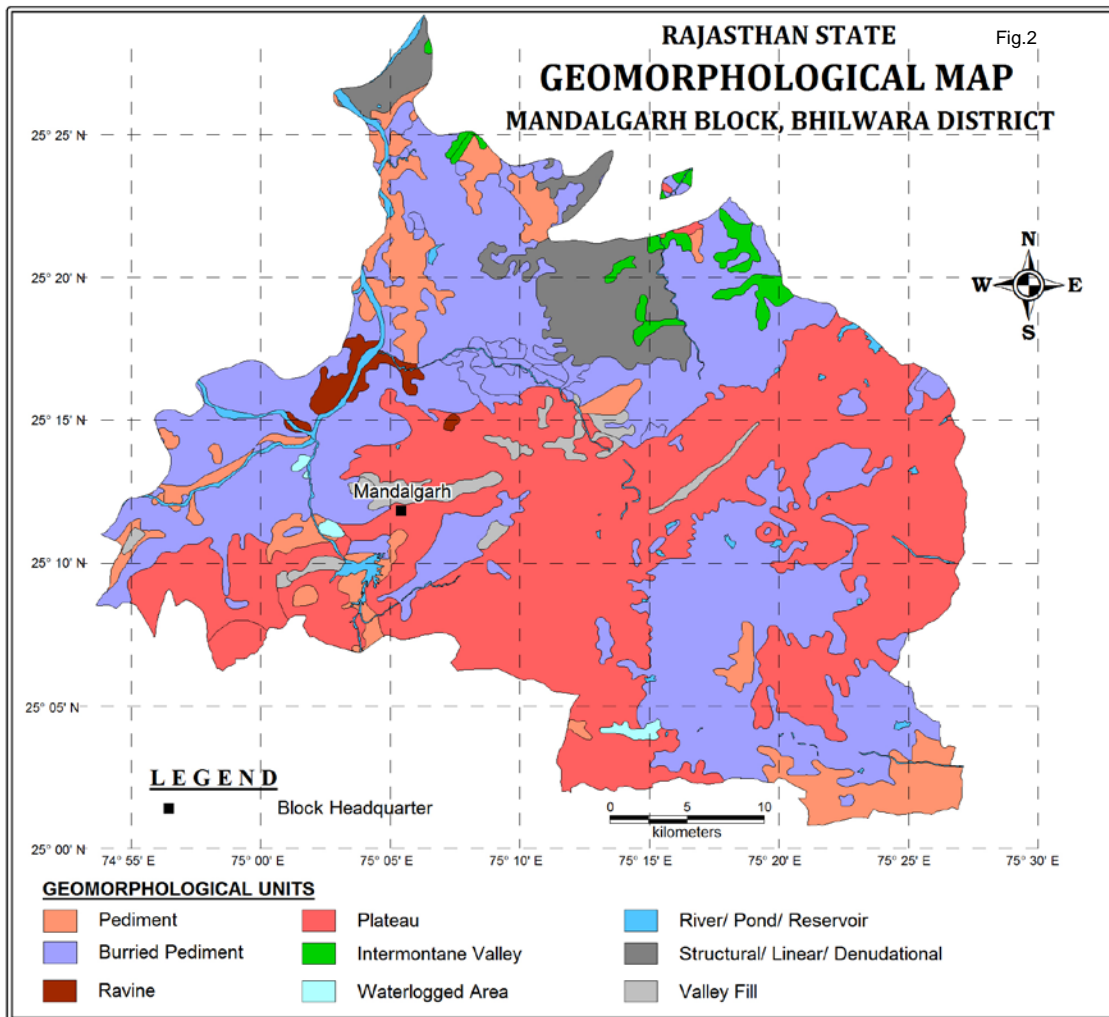 RAJASTHAN STATE
Fig.2
GEOMORPHOLOGICAL MAP
MANDALGARH BLOCK, BHILWARA DISTRICT
25° 25' N
N
W E
S
25° 20' N
25° 15' N
Mandalgarh
25° 10' N
25° 05' N
LEGEND
Block Headquarter
0 5 10
kilometers
25° 00' N
74° 55' E 75° 00' E 75° 05' E 75° 10' E 75° 15' E 75° 20' E 75° 25' E 75° 30' E
GEOMORPHOLOGICAL UNITS
Pediment Plateau River/ Pond/ Reservoir
Burried Pediment Intermontane Valley Structural/ Linear/ Denudational
Ravine Waterlogged Area Valley Fill